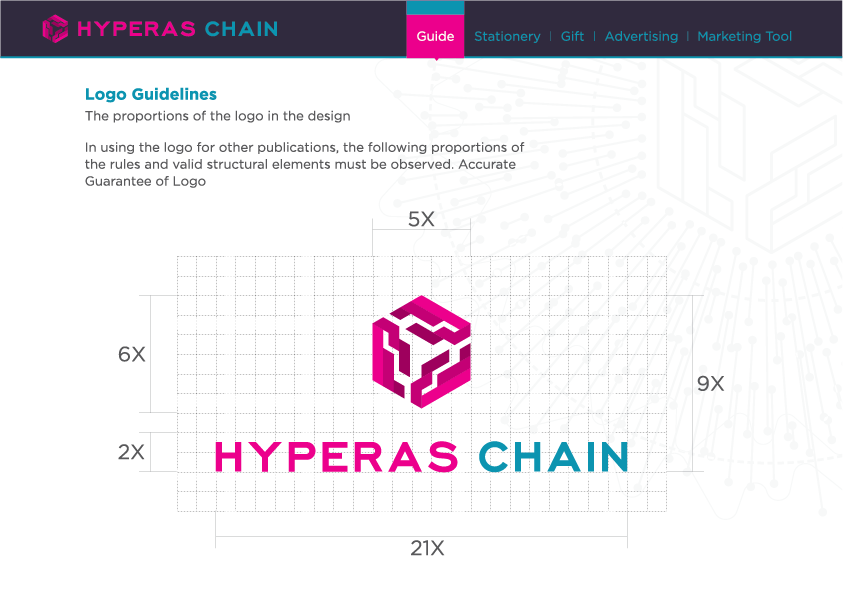 HYPERAS CHAIN
Guide
Stationery | Gift | Advertising | Marketing Tool
Logo Guidelines
The proportions of the logo in the design
In using the logo for other publications, the following proportions of
the rules and valid structural elements must be observed. Accurate
Guarantee of Logo
5X
6X
9X
2X
HYPERAS CHAIN
21X